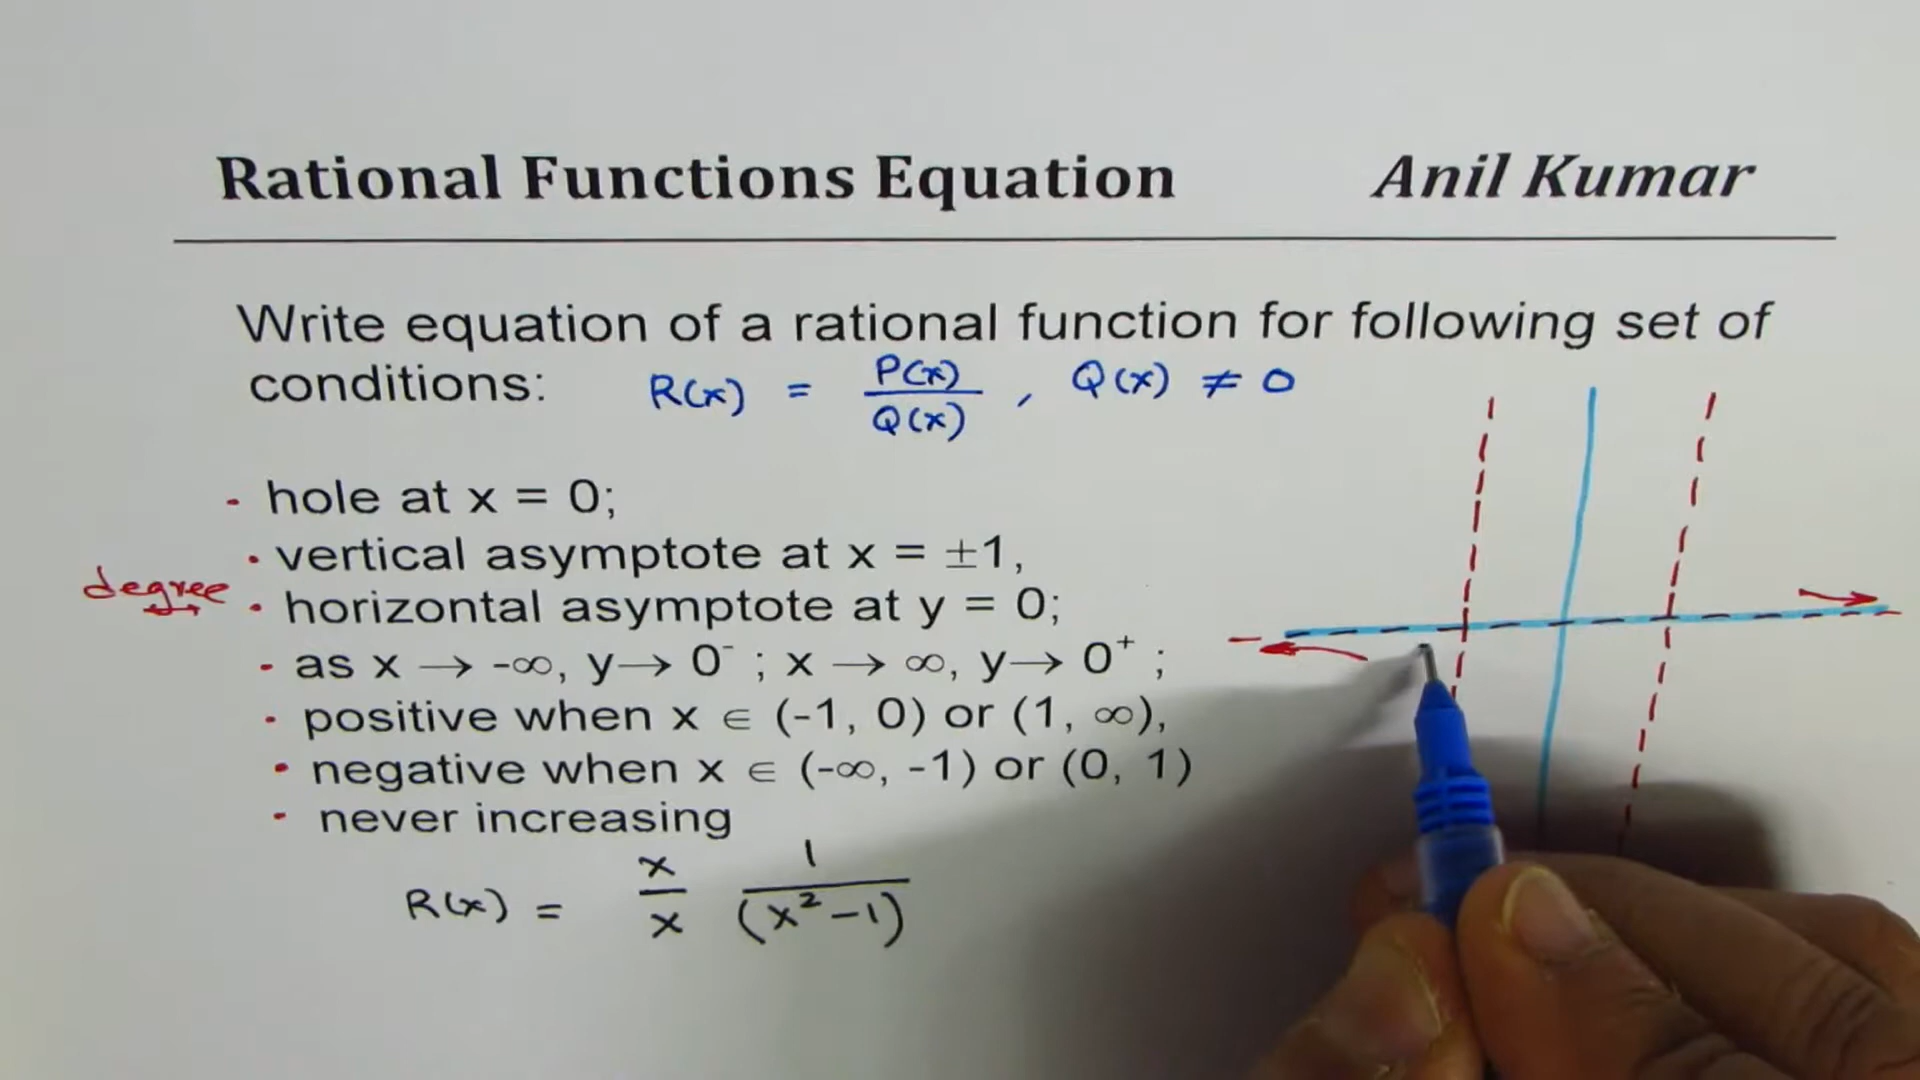 Rational Functions Equation Anil Kumar
Write equation of a rational function for following set of
conditions: R(x) = P(x)/Q(x) , Q(x) ≠ 0
- hole at x = 0;
· vertical asymptote at x = ±1,
degree · horizontal asymptote at y = 0;
- as x → -∞, y→ 0⁻ ; x → ∞, y→ 0⁺ ;
· positive when x ∈ (-1, 0) or (1, ∞),
• negative when x ∈ (-∞, -1) or (0, 1)
- never increasing
R(x) = x/x 1/(x²-1)